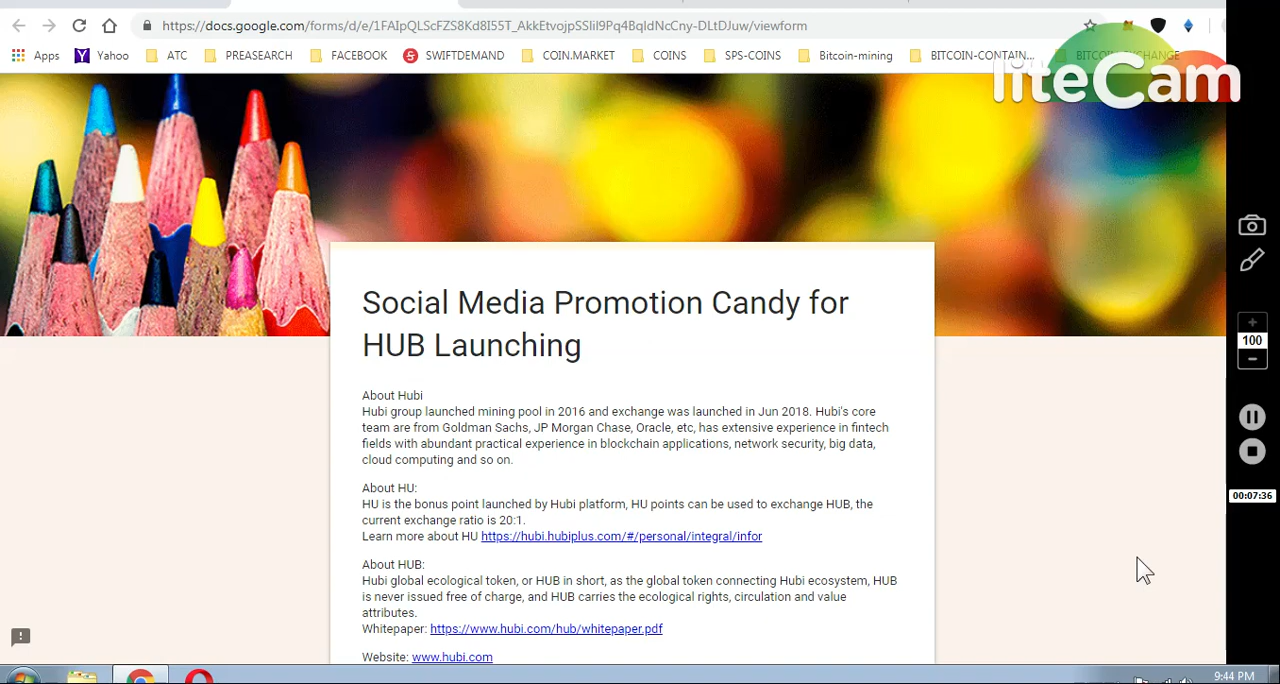 https://docs.google.com/forms/d/e/1FAIpQLScFZS8Kd8I55T_AkkEtvojpSSliI9Pq4BqldNcCny-DLtDJuw/viewform
Apps Yahoo ATC PREASEARCH FACEBOOK SWIFTDEMAND COIN.MARKET COINS SPS-COINS Bitcoin-mining BITCOIN-CONTAIN... BITCOIN-EXCHANGE
liteCam
Social Media Promotion Candy for
HUB Launching
About Hubi
Hubi group launched mining pool in 2016 and exchange was launched in Jun 2018. Hubi's core
team are from Goldman Sachs, JP Morgan Chase, Oracle, etc, has extensive experience in fintech
fields with abundant practical experience in blockchain applications, network security, big data,
cloud computing and so on.
About HU:
HU is the bonus point launched by Hubi platform, HU points can be used to exchange HUB, the
current exchange ratio is 20:1.
Learn more about HU https://hubi.hubiplus.com/#/personal/integral/infor
About HUB:
Hubi global ecological token, or HUB in short, as the global token connecting Hubi ecosystem, HUB
is never issued free of charge, and HUB carries the ecological rights, circulation and value
attributes.
Whitepaper: https://www.hubi.com/hub/whitepaper.pdf
Website: www.hubi.com
100
00:07:36
9:44 PM